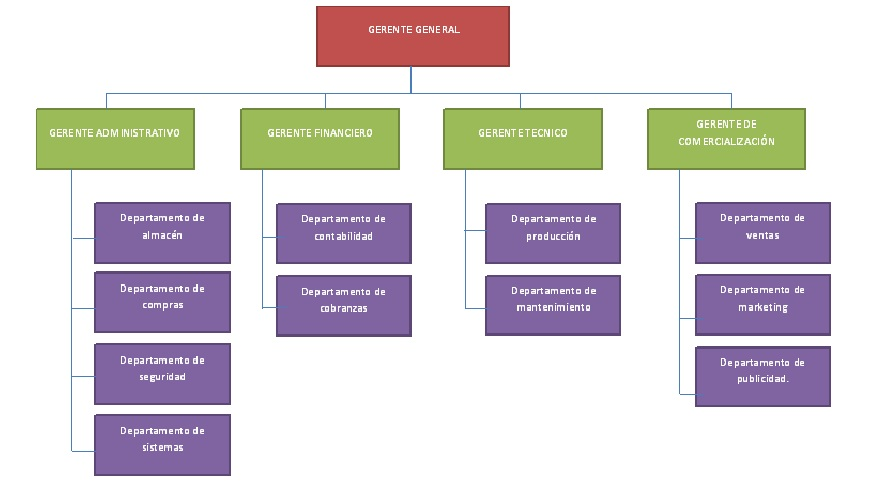 GERENTE GENERAL
GERENTE ADMINISTRATIVO
GERENTE FINANCIERO
GERENTE TECNICO
GERENTE DE
COMERCIALIZACIÓN
Departamento de
almacén
Departamento de
compras
Departamento de
seguridad
Departamento de
sistemas
Departamento de
contabilidad
Departamento de
cobranzas
Departamento de
producción
Departamento de
mantenimiento
Departamento de
ventas
Departamento de
marketing
Departamento de
publicidad.